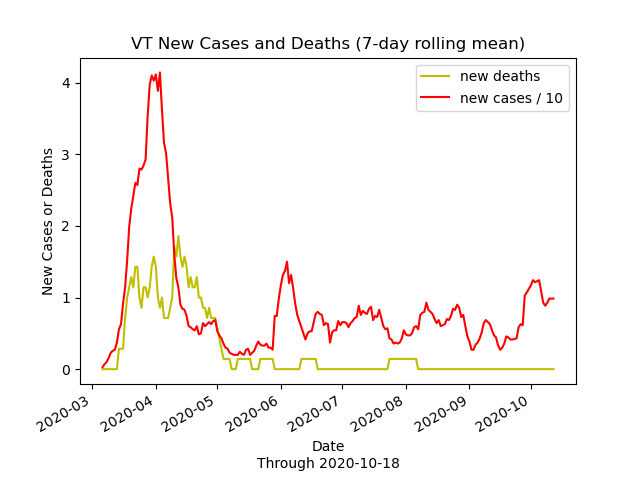 VT New Cases and Deaths (7-day rolling mean)
new deaths
new cases / 10
New Cases or Deaths
4
3
2
1
0
2020-03
2020-04
2020-05
2020-06
2020-07
2020-08
2020-09
2020-10
Date
Through 2020-10-18